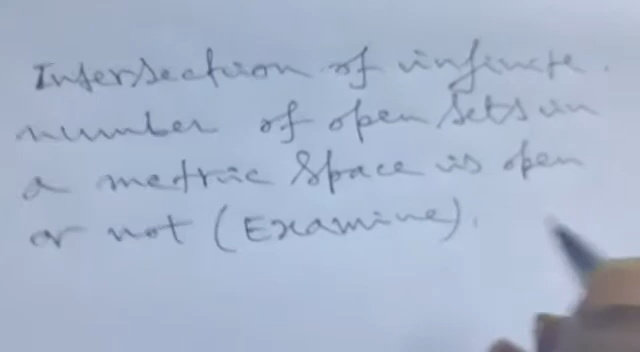 Intersection of infinite
number of open sets in
a metric space is open
or not (Examine).